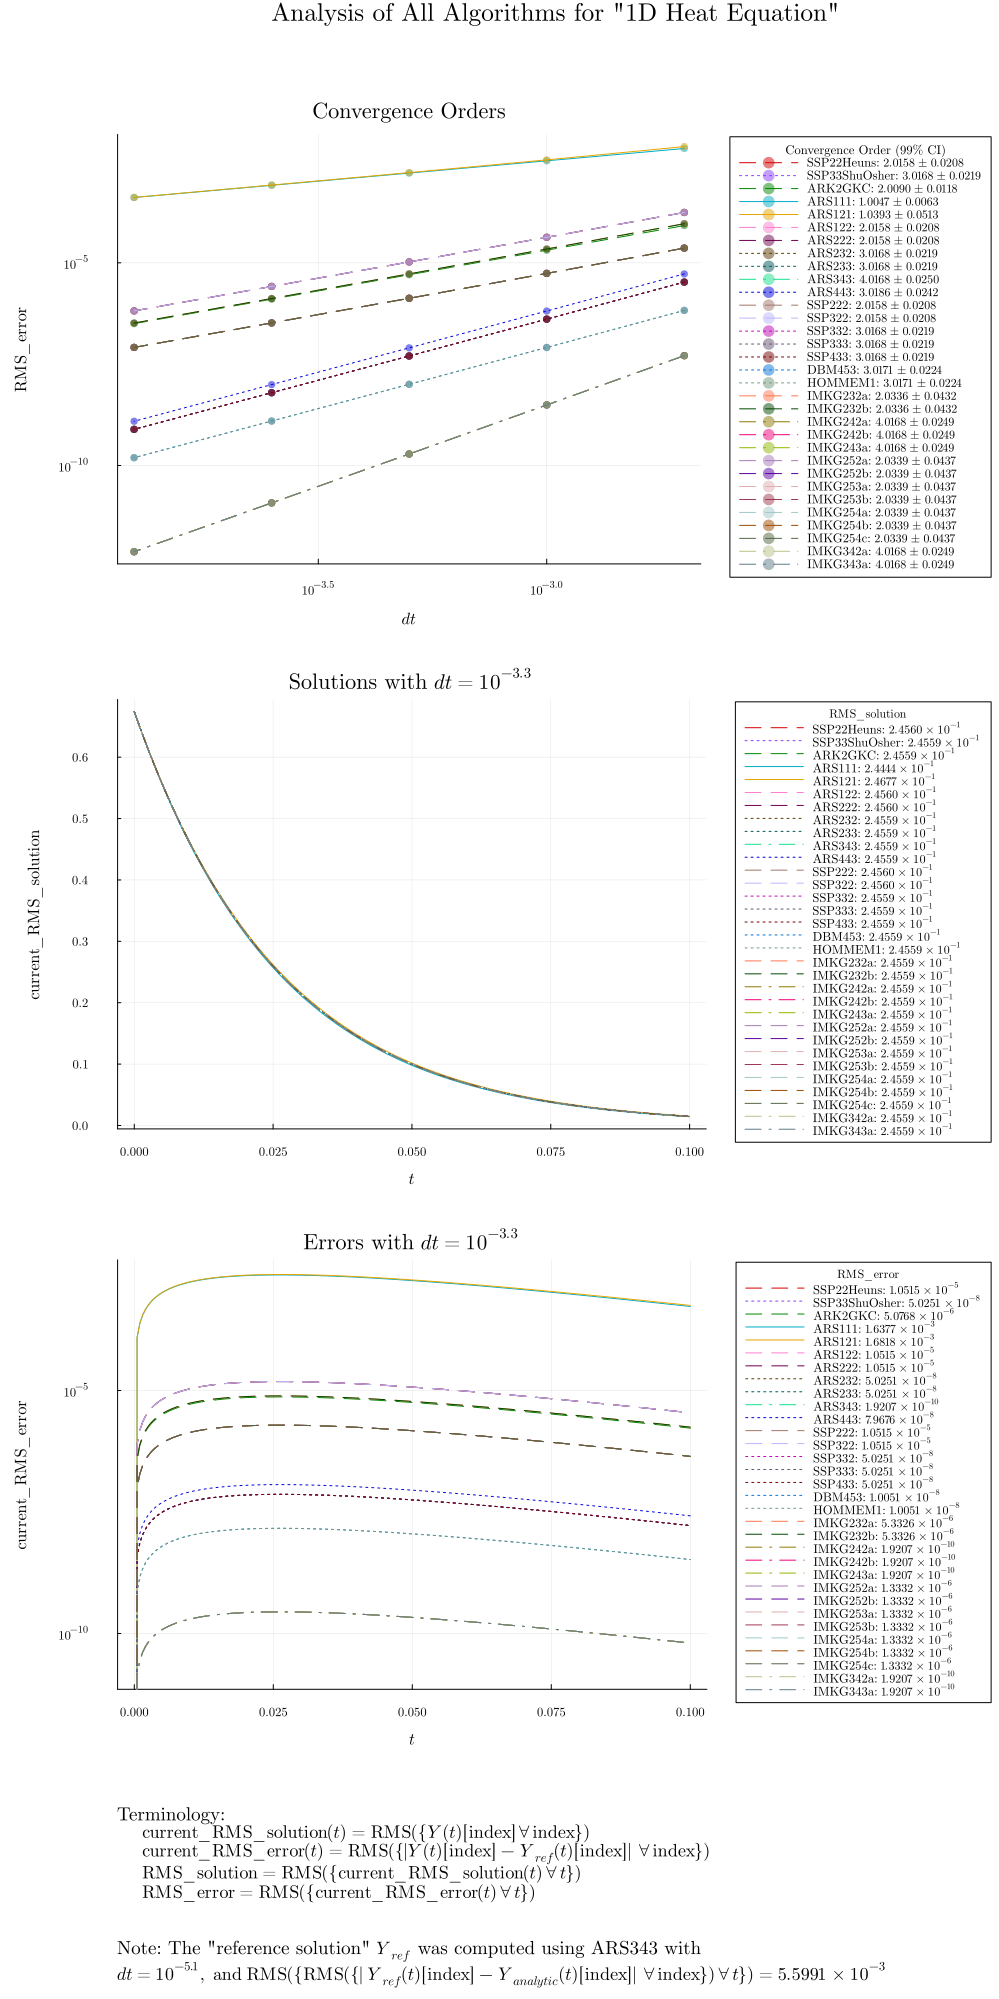 Analysis of All Algorithms for "1D Heat Equation"
Convergence Orders
RMS_error
10⁻⁵
10⁻¹⁰
10⁻³·⁵
10⁻³·⁰
dt
Convergence Order (99% CI)
SSP22Heuns: 2.0158 ± 0.0208
SSP33ShuOsher: 3.0168 ± 0.0219
ARK2GKC: 2.0090 ± 0.0118
ARS111: 1.0047 ± 0.0063
ARS121: 1.0393 ± 0.0513
ARS122: 2.0158 ± 0.0208
ARS222: 2.0158 ± 0.0208
ARS232: 3.0168 ± 0.0219
ARS233: 3.0168 ± 0.0219
ARS343: 4.0168 ± 0.0250
ARS443: 3.0186 ± 0.0242
SSP222: 2.0158 ± 0.0208
SSP322: 2.0158 ± 0.0208
SSP332: 3.0168 ± 0.0219
SSP333: 3.0168 ± 0.0219
SSP433: 3.0168 ± 0.0219
DBM453: 3.0171 ± 0.0224
HOMMEM1: 3.0171 ± 0.0224
IMKG232a: 2.0336 ± 0.0432
IMKG232b: 2.0336 ± 0.0432
IMKG242a: 4.0168 ± 0.0249
IMKG242b: 4.0168 ± 0.0249
IMKG243a: 4.0168 ± 0.0249
IMKG252a: 2.0339 ± 0.0437
IMKG252b: 2.0339 ± 0.0437
IMKG253a: 2.0339 ± 0.0437
IMKG253b: 2.0339 ± 0.0437
IMKG254a: 2.0339 ± 0.0437
IMKG254b: 2.0339 ± 0.0437
IMKG254c: 2.0339 ± 0.0437
IMKG342a: 4.0168 ± 0.0249
IMKG343a: 4.0168 ± 0.0249
Solutions with dt = 10⁻³·³
current_RMS_solution
0.6
0.5
0.4
0.3
0.2
0.1
0.0
0.000 0.025 0.050 0.075 0.100
t
RMS_solution
SSP22Heuns: 2.4560 × 10⁻¹
SSP33ShuOsher: 2.4559 × 10⁻¹
ARK2GKC: 2.4559 × 10⁻¹
ARS111: 2.4444 × 10⁻¹
ARS121: 2.4677 × 10⁻¹
ARS122: 2.4560 × 10⁻¹
ARS222: 2.4560 × 10⁻¹
ARS232: 2.4559 × 10⁻¹
ARS233: 2.4559 × 10⁻¹
ARS343: 2.4559 × 10⁻¹
ARS443: 2.4559 × 10⁻¹
SSP222: 2.4560 × 10⁻¹
SSP322: 2.4560 × 10⁻¹
SSP332: 2.4559 × 10⁻¹
SSP333: 2.4559 × 10⁻¹
SSP433: 2.4559 × 10⁻¹
DBM453: 2.4559 × 10⁻¹
HOMMEM1: 2.4559 × 10⁻¹
IMKG232a: 2.4559 × 10⁻¹
IMKG232b: 2.4559 × 10⁻¹
IMKG242a: 2.4559 × 10⁻¹
IMKG242b: 2.4559 × 10⁻¹
IMKG243a: 2.4559 × 10⁻¹
IMKG252a: 2.4559 × 10⁻¹
IMKG252b: 2.4559 × 10⁻¹
IMKG253a: 2.4559 × 10⁻¹
IMKG253b: 2.4559 × 10⁻¹
IMKG254a: 2.4559 × 10⁻¹
IMKG254b: 2.4559 × 10⁻¹
IMKG254c: 2.4559 × 10⁻¹
IMKG342a: 2.4559 × 10⁻¹
IMKG343a: 2.4559 × 10⁻¹
Errors with dt = 10⁻³·³
current_RMS_error
10⁻⁵
10⁻¹⁰
0.000 0.025 0.050 0.075 0.100
t
RMS_error
SSP22Heuns: 1.0515 × 10⁻⁵
SSP33ShuOsher: 5.0251 × 10⁻⁸
ARK2GKC: 5.0768 × 10⁻⁶
ARS111: 1.6377 × 10⁻³
ARS121: 1.6818 × 10⁻³
ARS122: 1.0515 × 10⁻⁵
ARS222: 1.0515 × 10⁻⁵
ARS232: 5.0251 × 10⁻⁸
ARS233: 5.0251 × 10⁻⁸
ARS343: 1.9207 × 10⁻¹⁰
ARS443: 7.9676 × 10⁻⁸
SSP222: 1.0515 × 10⁻⁵
SSP322: 1.0515 × 10⁻⁵
SSP332: 5.0251 × 10⁻⁸
SSP333: 5.0251 × 10⁻⁸
SSP433: 5.0251 × 10⁻⁸
DBM453: 1.0051 × 10⁻⁸
HOMMEM1: 1.0051 × 10⁻⁸
IMKG232a: 5.3326 × 10⁻⁶
IMKG232b: 5.3326 × 10⁻⁶
IMKG242a: 1.9207 × 10⁻¹⁰
IMKG242b: 1.9207 × 10⁻¹⁰
IMKG243a: 1.9207 × 10⁻¹⁰
IMKG252a: 1.3332 × 10⁻⁶
IMKG252b: 1.3332 × 10⁻⁶
IMKG253a: 1.3332 × 10⁻⁶
IMKG253b: 1.3332 × 10⁻⁶
IMKG254a: 1.3332 × 10⁻⁶
IMKG254b: 1.3332 × 10⁻⁶
IMKG254c: 1.3332 × 10⁻⁶
IMKG342a: 1.9207 × 10⁻¹⁰
IMKG343a: 1.9207 × 10⁻¹⁰
Terminology:
current_RMS_solution(t) = RMS({Y(t)[index] ∀ index})
current_RMS_error(t) = RMS({|Y(t)[index] − Y_ref(t)[index]| ∀ index})
RMS_solution = RMS({current_RMS_solution(t) ∀ t})
RMS_error = RMS({current_RMS_error(t) ∀ t})
Note: The "reference solution" Y_ref was computed using ARS343 with
dt = 10⁻⁵·¹, and RMS({RMS({|Y_ref(t)[index] − Y_analytic(t)[index]| ∀ index}) ∀ t}) = 5.5991 × 10⁻³